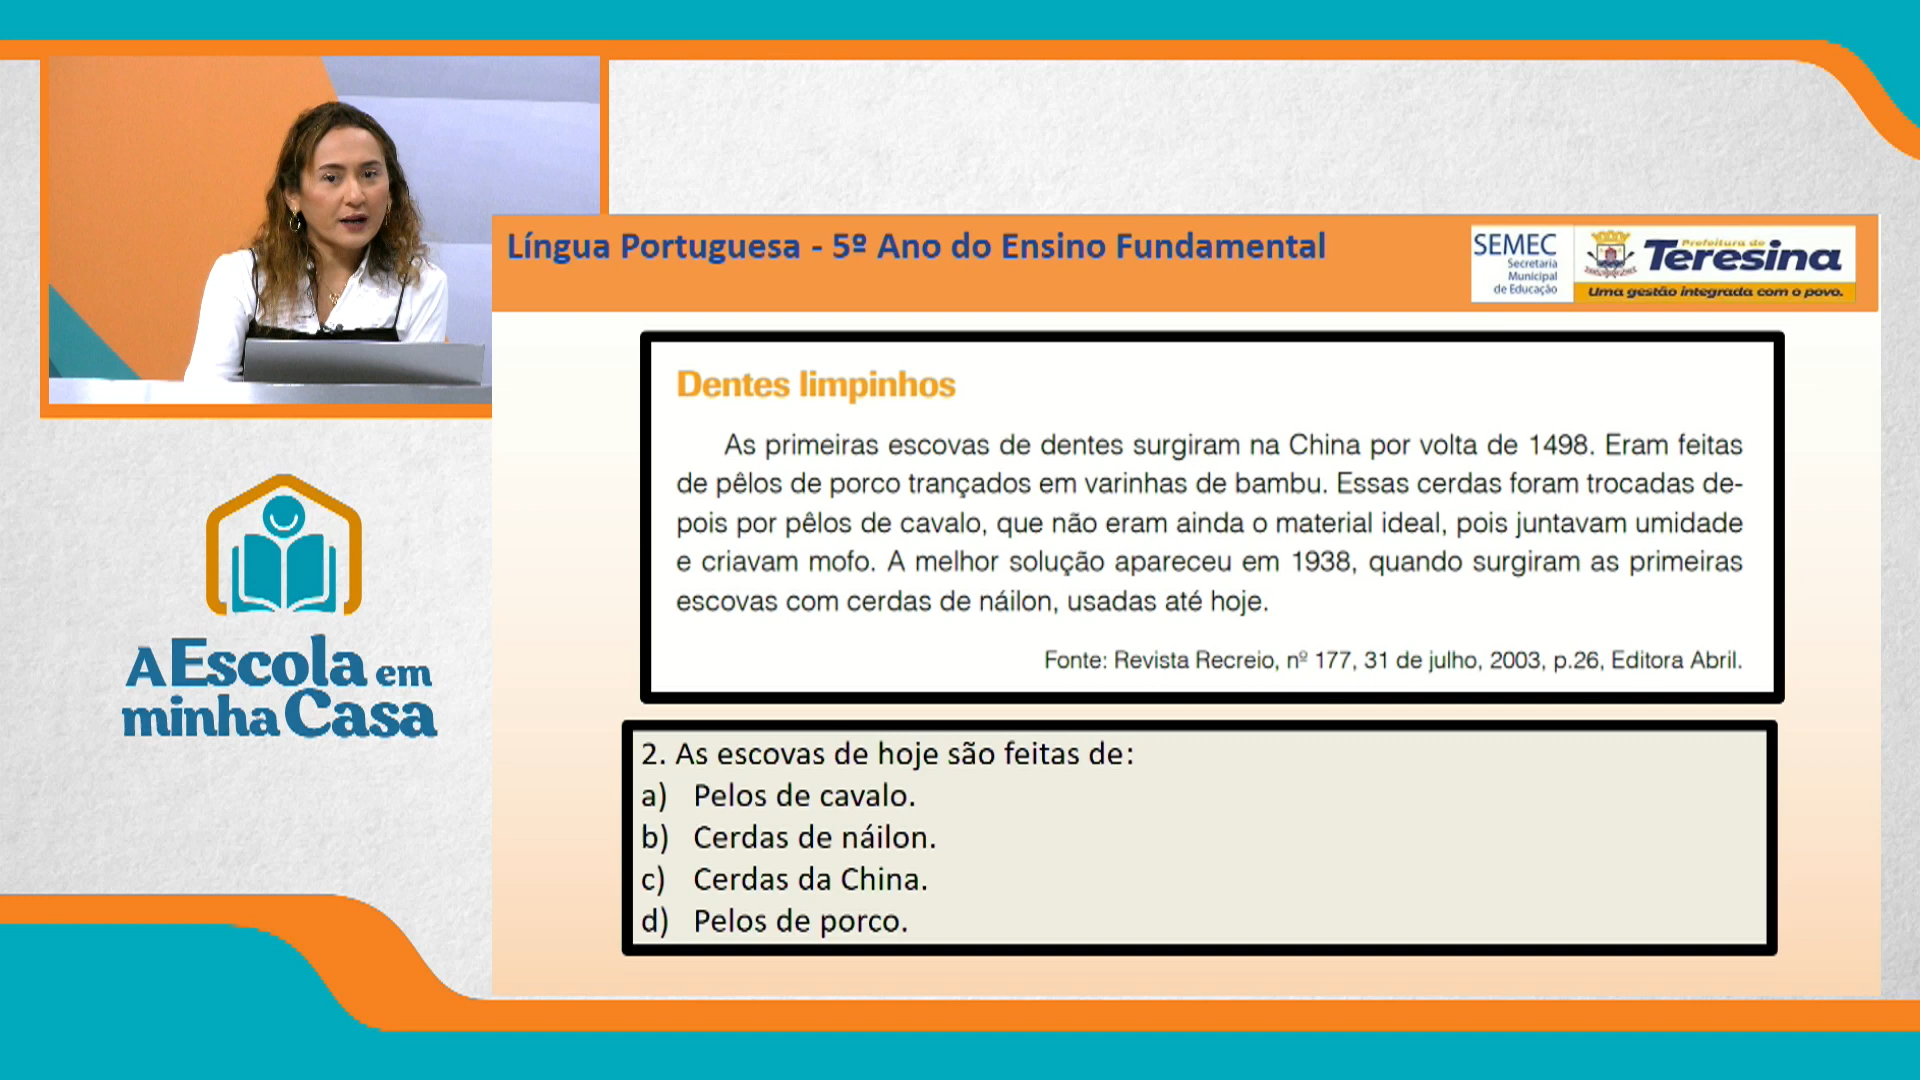 Língua Portuguesa - 5º Ano do Ensino Fundamental
SEMEC
Secretaria
Municipal
de Educação
Prefeitura de
Teresina
Uma gestão integrada com o povo.
Dentes limpinhos
As primeiras escovas de dentes surgiram na China por volta de 1498. Eram feitas
de pêlos de porco trançados em varinhas de bambu. Essas cerdas foram trocadas de-
pois por pêlos de cavalo, que não eram ainda o material ideal, pois juntavam umidade
e criavam mofo. A melhor solução apareceu em 1938, quando surgiram as primeiras
escovas com cerdas de náilon, usadas até hoje.
Fonte: Revista Recreio, nº 177, 31 de julho, 2003, p.26, Editora Abril.
A Escola em
minha Casa
2. As escovas de hoje são feitas de:
a) Pelos de cavalo.
b) Cerdas de náilon.
c) Cerdas da China.
d) Pelos de porco.